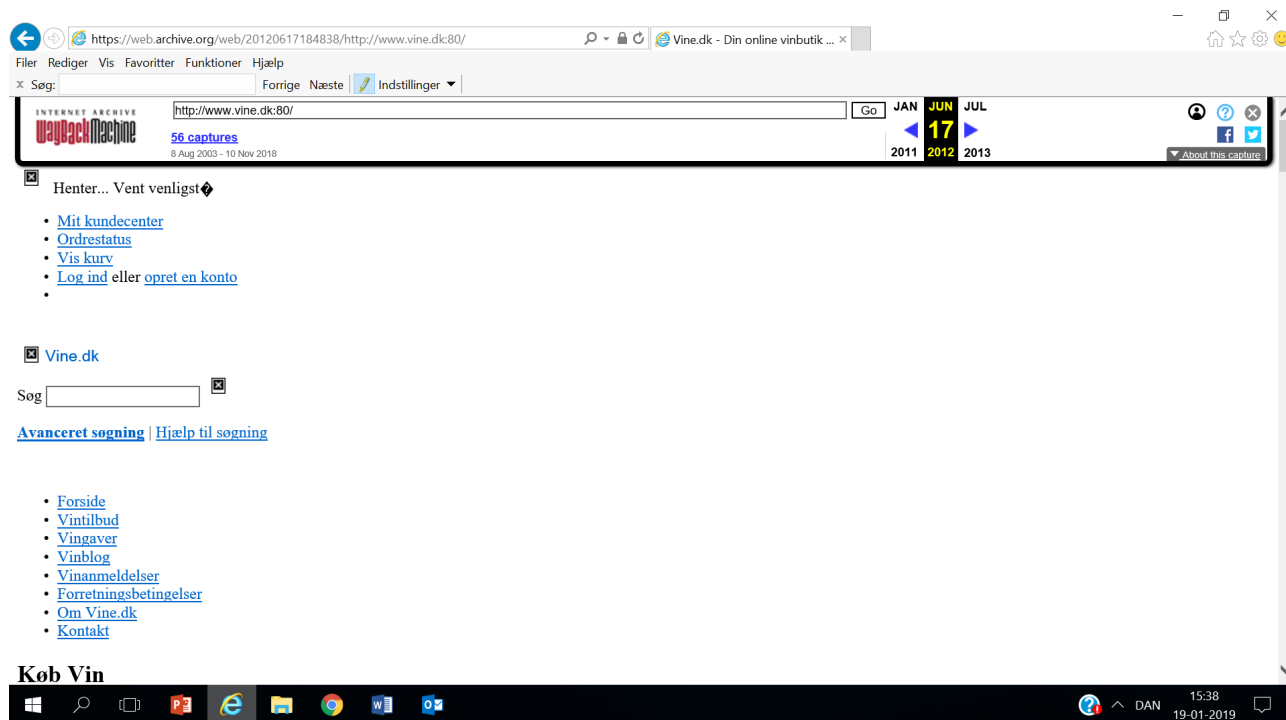 https://web.archive.org/web/20120617184838/http://www.vine.dk:80/
Vine.dk - Din online vinbutik ...
Filer Rediger Vis Favoritter Funktioner Hjælp
x Søg: Forrige Næste Indstillinger
INTERNET ARCHIVE
WayBackMachine
http://www.vine.dk:80/
Go
JAN JUN JUL
56 captures
17
8 Aug 2003 - 10 Nov 2018
2011 2012 2013
About this capture
Henter... Vent venligst�
• Mit kundecenter
• Ordrestatus
• Vis kurv
• Log ind eller opret en konto
•
Vine.dk
Søg
Avanceret søgning | Hjælp til søgning
• Forside
• Vintilbud
• Vingaver
• Vinblog
• Vinanmeldelser
• Forretningsbetingelser
• Om Vine.dk
• Kontakt
Køb Vin
DAN
15:38
19-01-2019